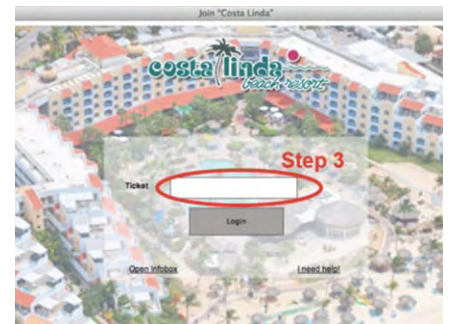 Join "Costa Linda"
costa linda
beach resort
Step 3
Ticket
Login
Open Infobox
I need help!